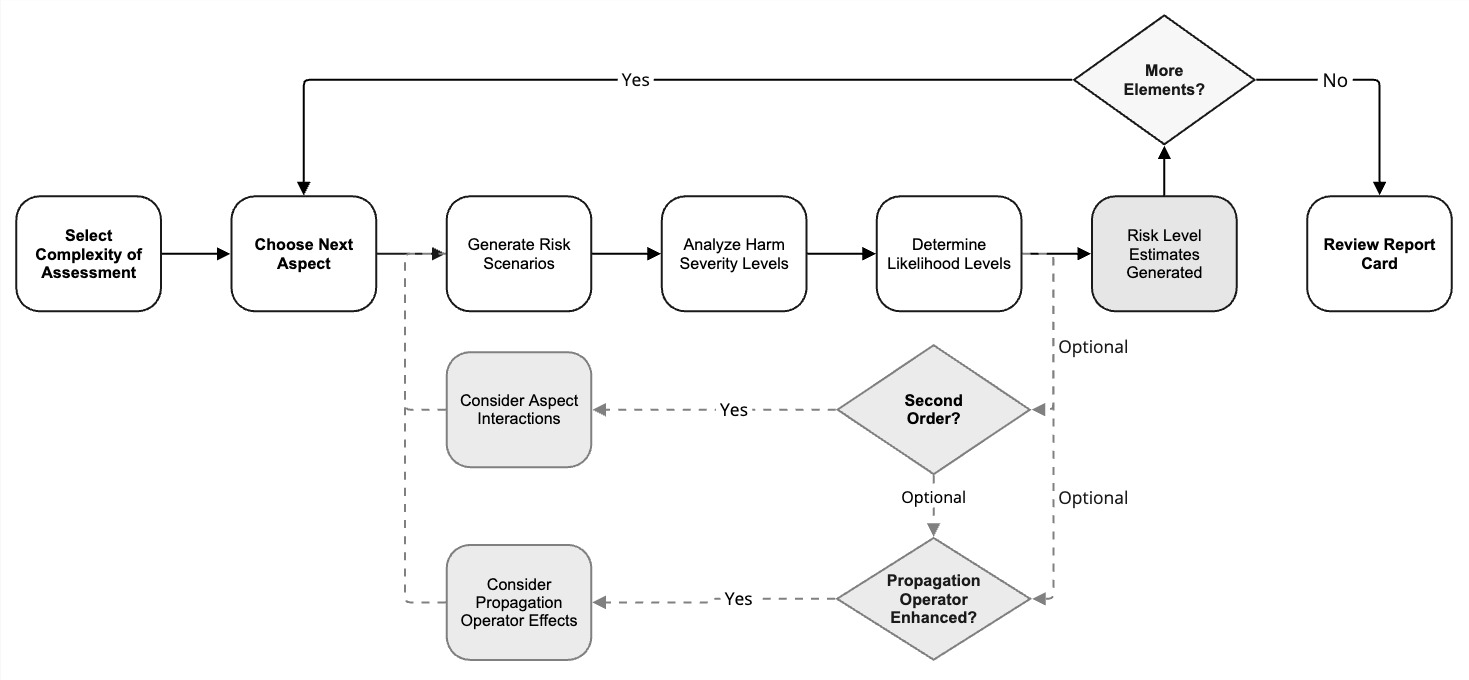 More
Elements?
Yes
No
Select
Complexity of
Assessment
Choose Next
Aspect
Generate Risk
Scenarios
Analyze Harm
Severity Levels
Determine
Likelihood Levels
Risk Level
Estimates
Generated
Review Report
Card
Optional
Consider Aspect
Interactions
Yes
Second
Order?
Optional
Optional
Consider
Propagation
Operator Effects
Yes
Propagation
Operator
Enhanced?